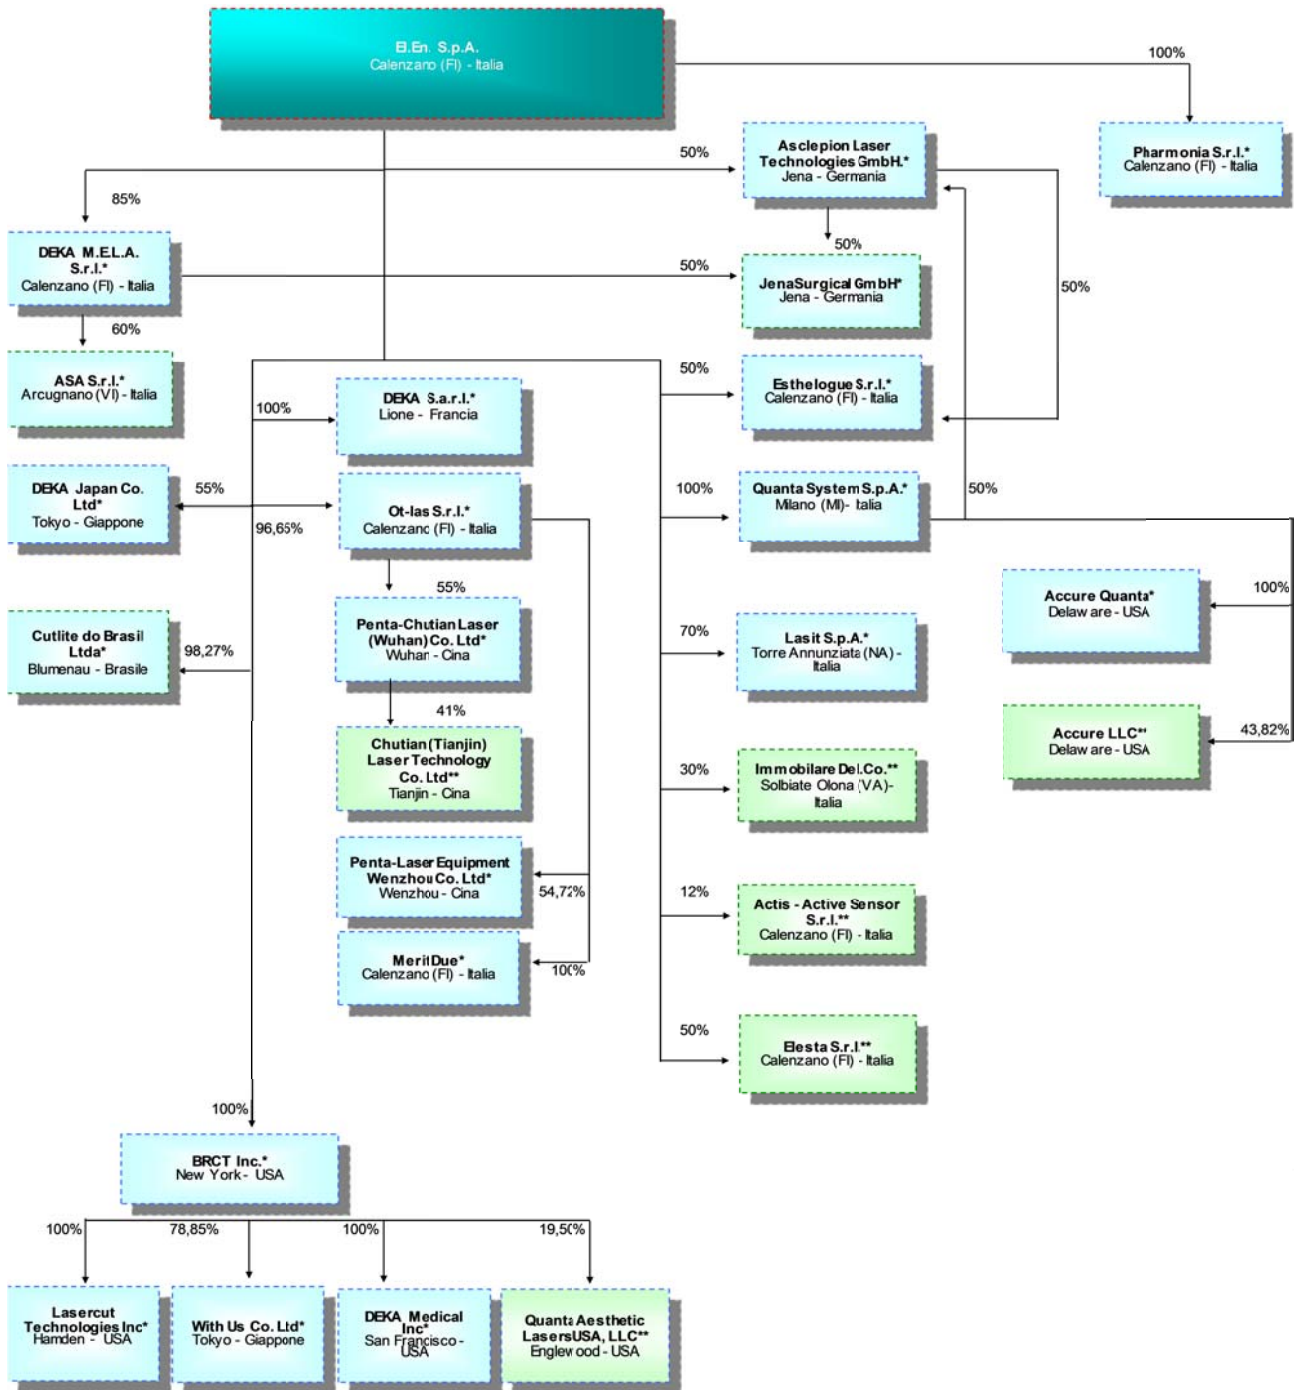 El.En. S.p.A.
Calenzano (FI) - Italia
100%
50%
Asclepion Laser
Technologies GmbH.*
Jena - Germania
Pharmonia S.r.l.*
Calenzano (FI) - Italia
85%
50%
DEKA M.E.L.A.
S.r.l.*
Calenzano (FI) - Italia
50%
JenaSurgical GmbH*
Jena - Germania
50%
60%
ASA S.r.l.*
Arcugnano (VI) - Italia
100%
DEKA S.a.r.l.*
Lione - Francia
50%
Esthelogue S.r.l.*
Calenzano (FI) - Italia
DEKA Japan Co.
Ltd*
Tokyo - Giappone
55%
96,65%
Ot-las S.r.l.*
Calenzano (FI) - Italia
100%
Quanta System S.p.A.*
Milano (MI)- Italia
50%
55%
Accure Quanta*
Delaware - USA
100%
Cutlite do Brasil
Ltda*
Blumenau - Brasile
98,27%
Penta-Chutian Laser
(Wuhan) Co. Ltd*
Wuhan - Cina
70%
Lasit S.p.A.*
Torre Annunziata (NA) -
Italia
41%
Chutian (Tianjin)
Laser Technology
Co. Ltd**
Tianjin - Cina
30%
Immobilare Del.Co.**
Solbiate Olona (VA)-
Italia
Accure LLC**
Delaware - USA
43,82%
Penta-Laser Equipment
Wenzhou Co. Ltd*
Wenzhou - Cina
54,72%
12%
Actis - Active Sensor
S.r.l.**
Calenzano (FI) - Italia
Merit Due*
Calenzano (FI) - Italia
100%
50%
Elesta S.r.l.**
Calenzano (FI) - Italia
100%
BRCT Inc.*
New York - USA
100%
78,85%
100%
19,50%
Lasercut
Technologies Inc*
Hamden - USA
With Us Co. Ltd*
Tokyo - Giappone
DEKA Medical
Inc*
San Francisco -
USA
Quanta Aesthetic
Lasers USA, LLC**
Englewood - USA